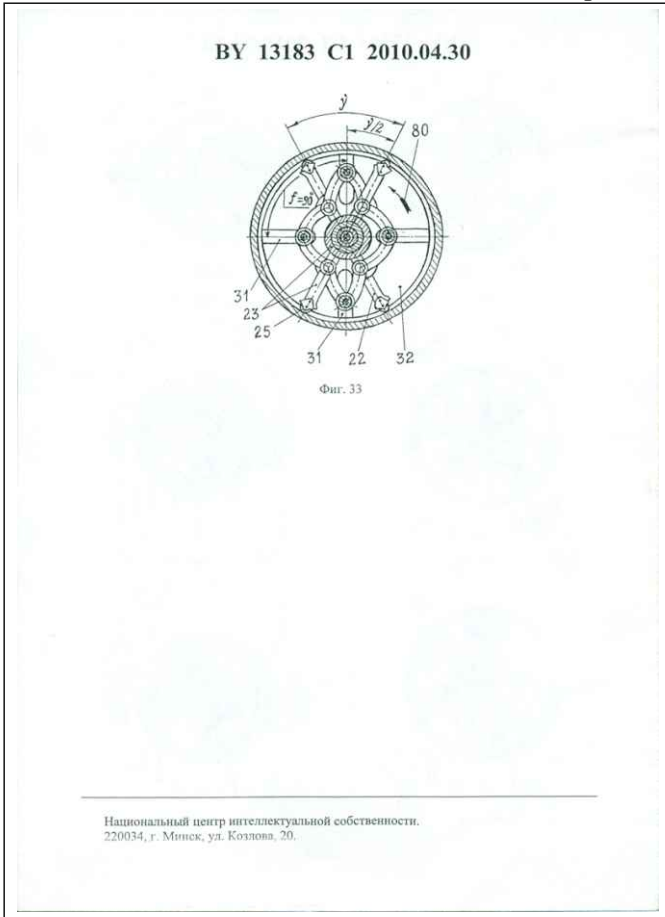 BY 13183 C1 2010.04.30
ẏ
ẏ/2
80
f=90°
31
23
25
31
22
32
Фиг. 33
Национальный центр интеллектуальной собственности.
220034, г. Минск, ул. Козлова, 20.